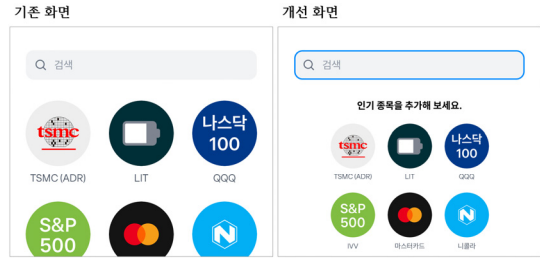 기존 화면
개선 화면
검색
tsmc
나스닥
100
TSMC (ADR)
LIT
QQQ
S&P
500
N
검색
인기 종목을 추가해 보세요.
tsmc
나스닥
100
TSMC (ADR)
LIT
QQQ
S&P
500
N
IVV
마스터카드
니콜라